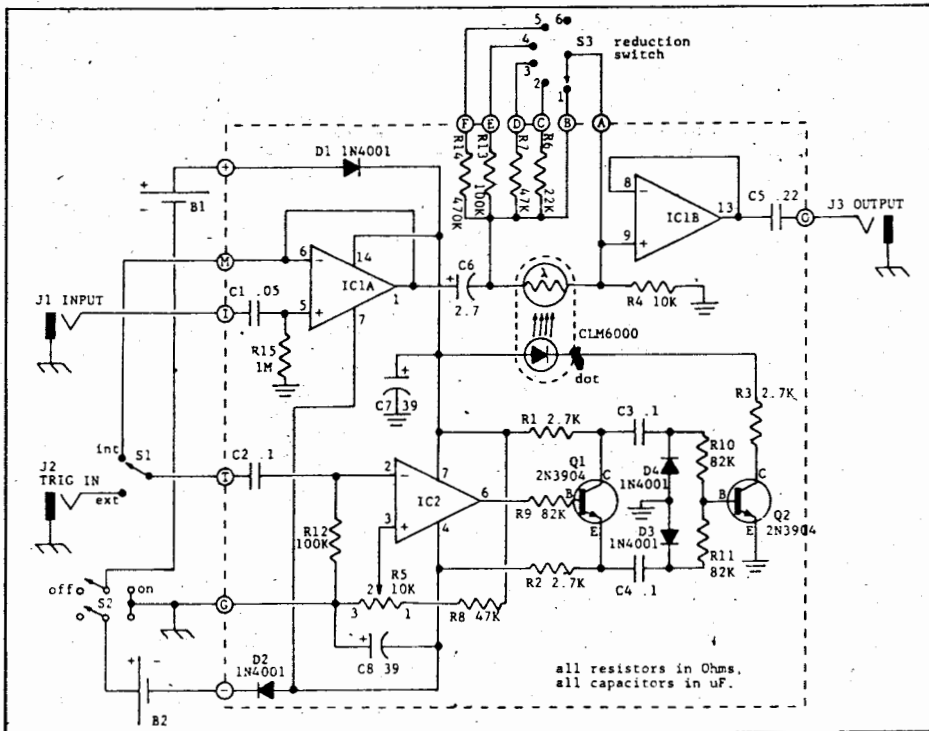 5 6
4
3
2
1
S3 reduction
switch
F E D C B A
R14
470K
R13
100K
R7
47K
R6
22K
D1 1N4001
+
+
-
B1
M
6 -
14
IC1A
1
5 +
7
C6
+
2.7
λ
8 -
IC1B
13
9 +
C5 .22
O
J3 OUTPUT
R4 10K
J1 INPUT
I
C1 .05
R15
1M
CLM6000
dot
+
C7 39
R3 2.7K
int
S1
J2
TRIG IN
ext
T
C2 .1
2 -
7
IC2
6
3 +
4
R1 2.7K
C3 .1
Q1
2N3904
C
B
E
R9 82K
D4
1N4001
D3
1N4001
R10
82K
R11
82K
C
B
E
Q2
2N3904
R12
100K
R5
10K
2
3 1
R8 47K
R2 2.7K
C4 .1
off
on
S2
G
+
C8 39
D2
1N4001
-
+ -
B2
all resistors in Ohms,
all capacitors in uF.